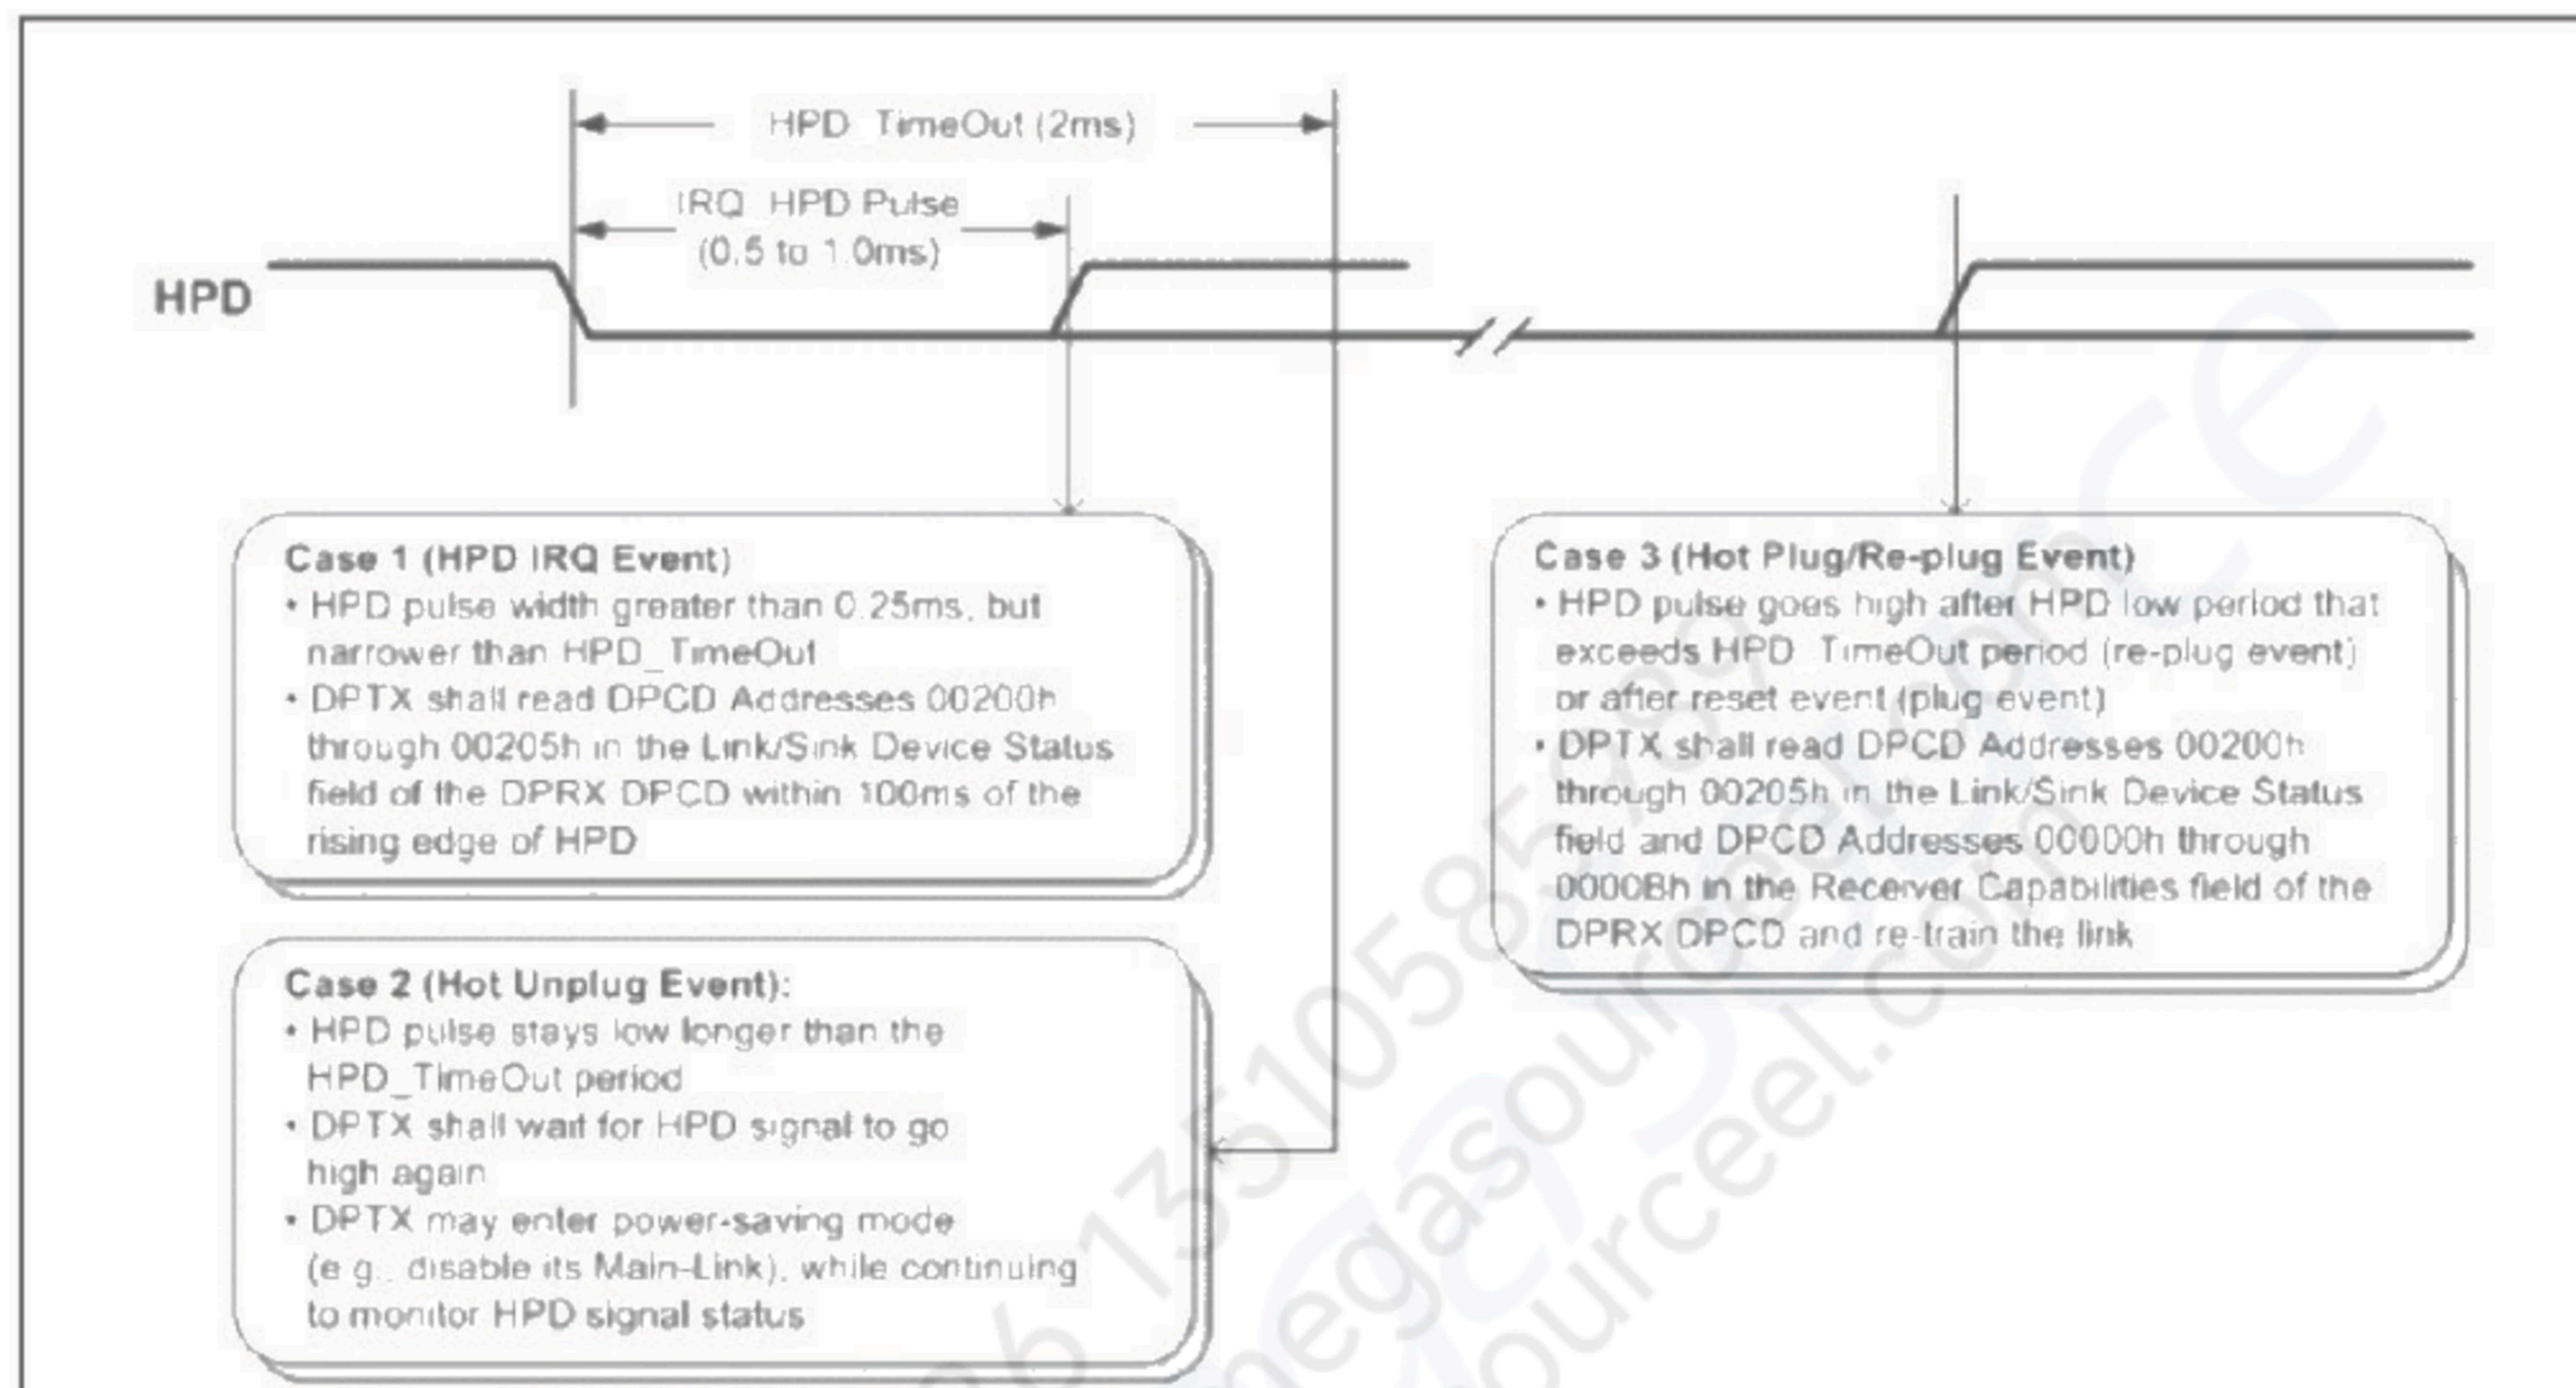 HPD_TimeOut (2ms)
IRQ_HPD Pulse
(0.5 to 1.0ms)
HPD
Case 1 (HPD IRQ Event)
• HPD pulse width greater than 0.25ms, but
narrower than HPD_TimeOut
• DPTX shall read DPCD Addresses 00200h
through 00205h in the Link/Sink Device Status
field of the DPRX DPCD within 100ms of the
rising edge of HPD
Case 2 (Hot Unplug Event):
• HPD pulse stays low longer than the
HPD_TimeOut period
• DPTX shall wait for HPD signal to go
high again
• DPTX may enter power-saving mode
(e.g., disable its Main-Link), while continuing
to monitor HPD signal status
Case 3 (Hot Plug/Re-plug Event)
• HPD pulse goes high after HPD low period that
exceeds HPD_TimeOut period (re-plug event)
or after reset event (plug event)
• DPTX shall read DPCD Addresses 00200h
through 00205h in the Link/Sink Device Status
field and DPCD Addresses 00000h through
0000Bh in the Receiver Capabilities field of the
DPRX DPCD and re-train the link